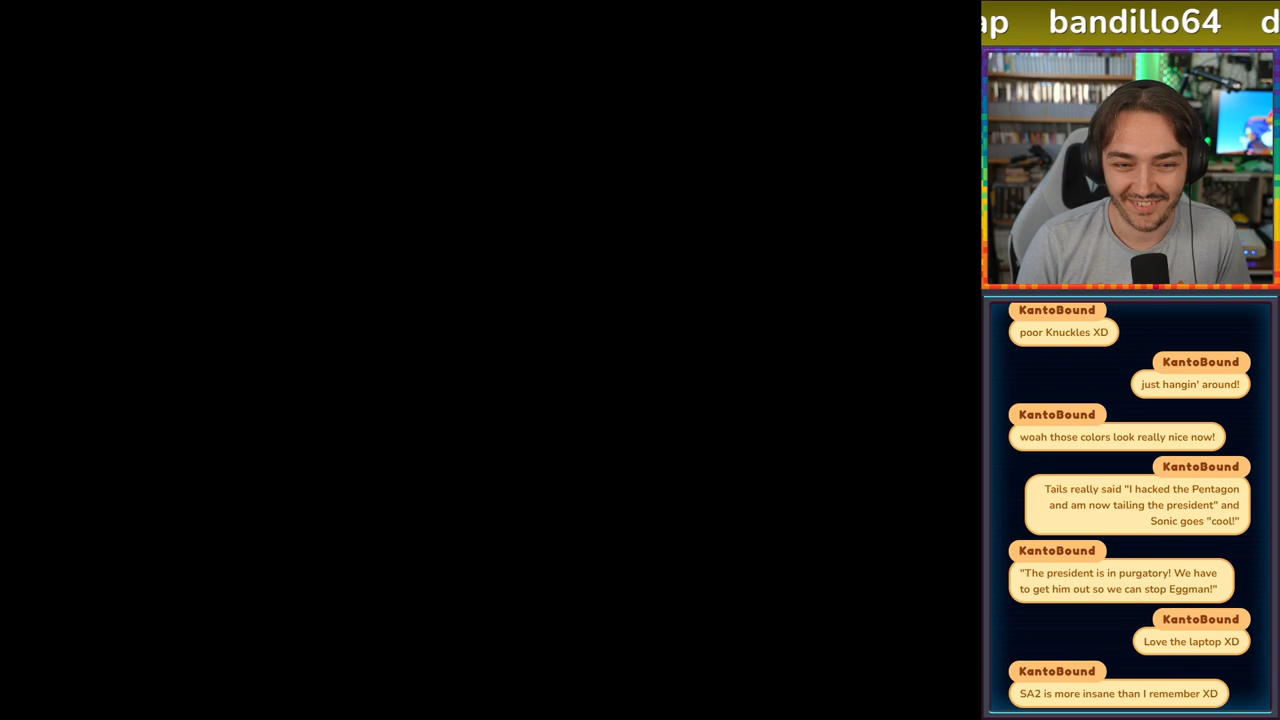 ap bandillo64 d
KantoBound
poor Knuckles XD
KantoBound
just hangin' around!
KantoBound
woah those colors look really nice now!
KantoBound
Tails really said "I hacked the Pentagon
and am now tailing the president" and
Sonic goes "cool!"
KantoBound
"The president is in purgatory! We have
to get him out so we can stop Eggman!"
KantoBound
Love the laptop XD
KantoBound
SA2 is more insane than I remember XD